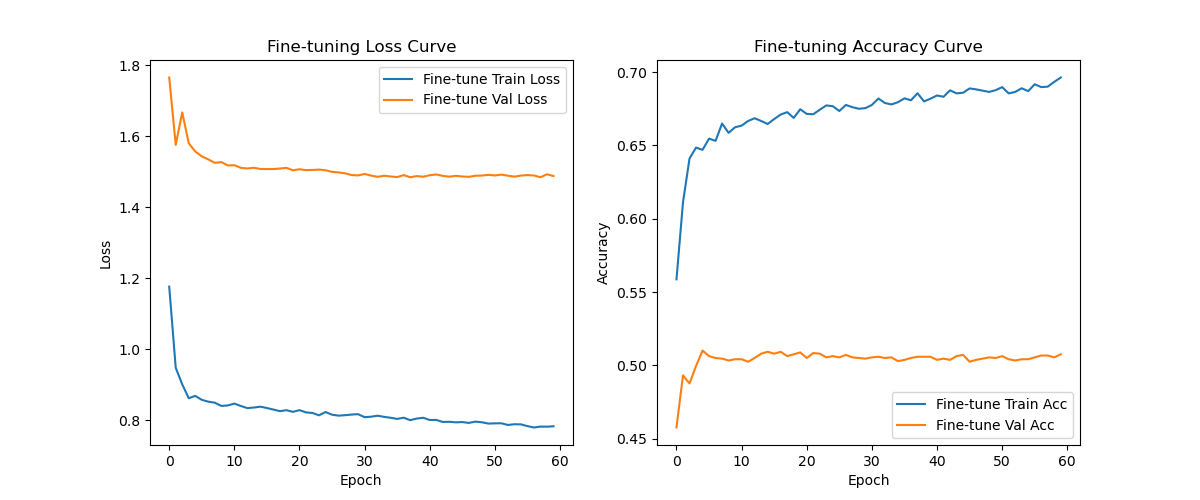 Fine-tuning Loss Curve
Fine-tune Train Loss
Fine-tune Val Loss
Loss
1.8
1.6
1.4
1.2
1.0
0.8
0 10 20 30 40 50 60
Epoch
Fine-tuning Accuracy Curve
Accuracy
0.70
0.65
0.60
0.55
0.50
0.45
Fine-tune Train Acc
Fine-tune Val Acc
0 10 20 30 40 50 60
Epoch